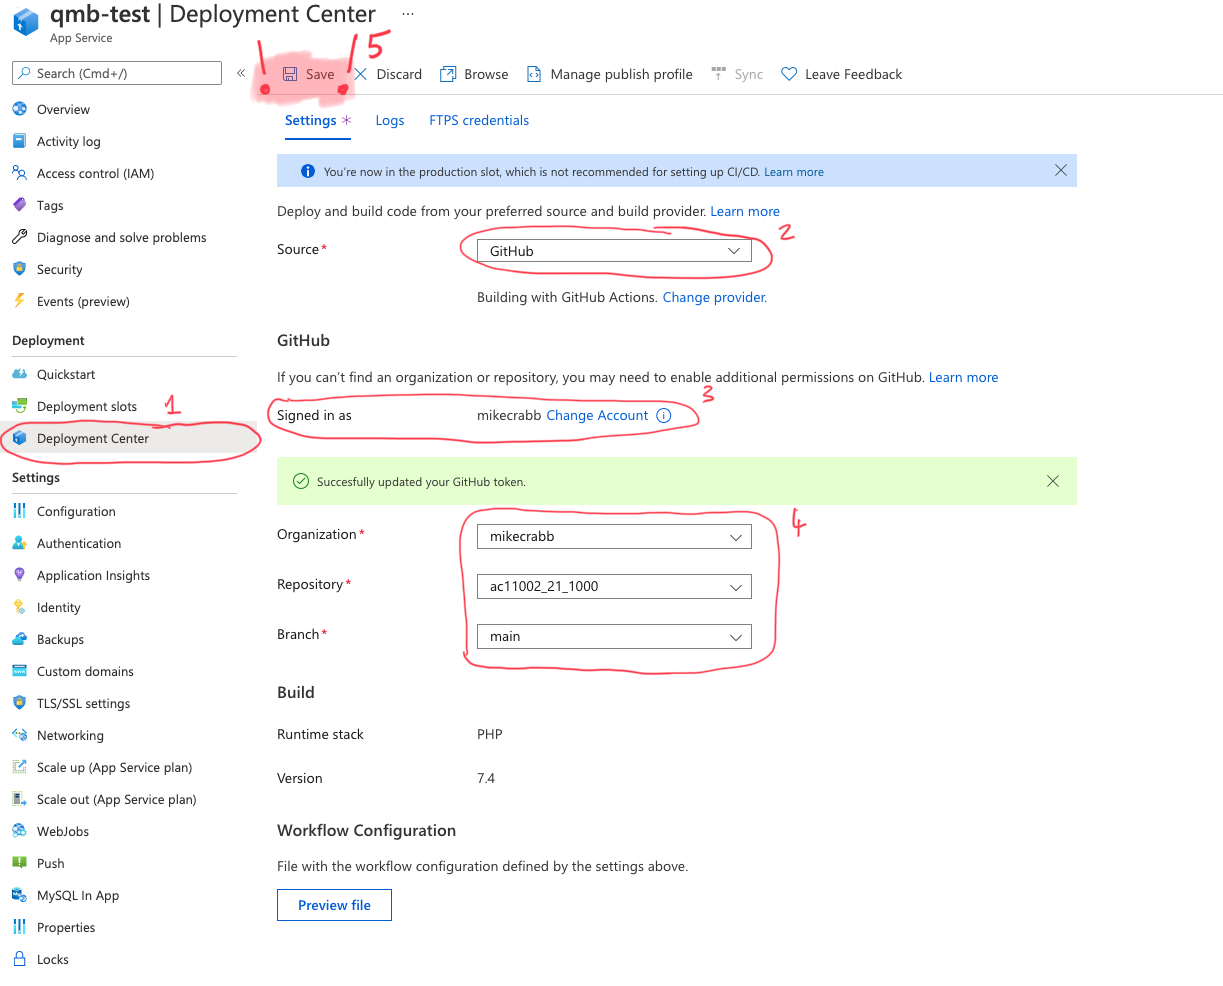 qmb-test | Deployment Center ...
App Service
5
Search (Cmd+/)
«
Save
Discard
Browse
Manage publish profile
Sync
Leave Feedback
Settings *
Logs
FTPS credentials
Overview
Activity log
Access control (IAM)
Tags
Diagnose and solve problems
Security
Events (preview)
Deployment
Quickstart
Deployment slots
1
Deployment Center
Settings
Configuration
Authentication
Application Insights
Identity
Backups
Custom domains
TLS/SSL settings
Networking
Scale up (App Service plan)
Scale out (App Service plan)
WebJobs
Push
MySQL In App
Properties
Locks
You're now in the production slot, which is not recommended for setting up CI/CD. Learn more
Deploy and build code from your preferred source and build provider. Learn more
2
Source*
GitHub
Building with GitHub Actions. Change provider.
GitHub
If you can't find an organization or repository, you may need to enable additional permissions on GitHub. Learn more
3
Signed in as
mikecrabb Change Account
Succesfully updated your GitHub token.
4
Organization*
mikecrabb
Repository*
ac11002_21_1000
Branch*
main
Build
Runtime stack
PHP
Version
7.4
Workflow Configuration
File with the workflow configuration defined by the settings above.
Preview file